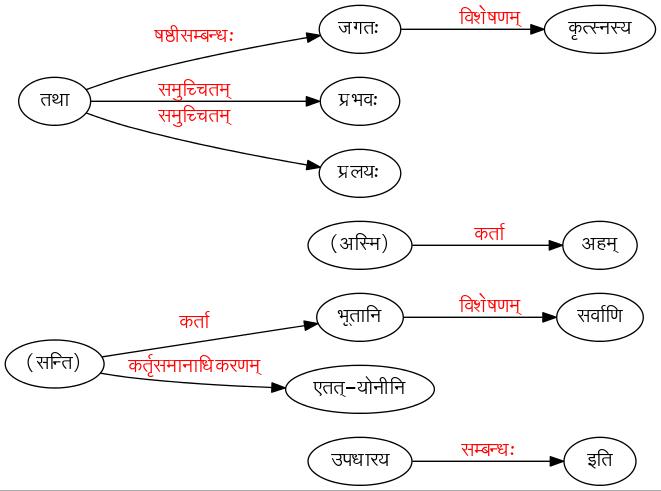 विशेषणम्
जगतः
कृत्स्नस्य
षष्ठीसम्बन्धः
तथा
समुच्चितम्
प्रभवः
समुच्चितम्
प्रलयः
(अस्मि)
कर्ता
अहम्
कर्ता
भूतानि
विशेषणम्
सर्वाणि
(सन्ति)
कर्तृसमानाधिकरणम्
एतत्-योनीनि
उपधारय
सम्बन्धः
इति